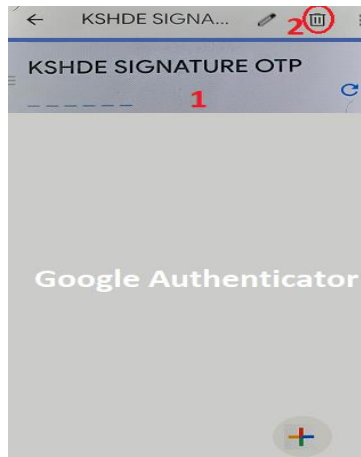 KSHDE SIGNA... 2
KSHDE SIGNATURE OTP
_ _ _ _ _ _ 1
Google Authenticator